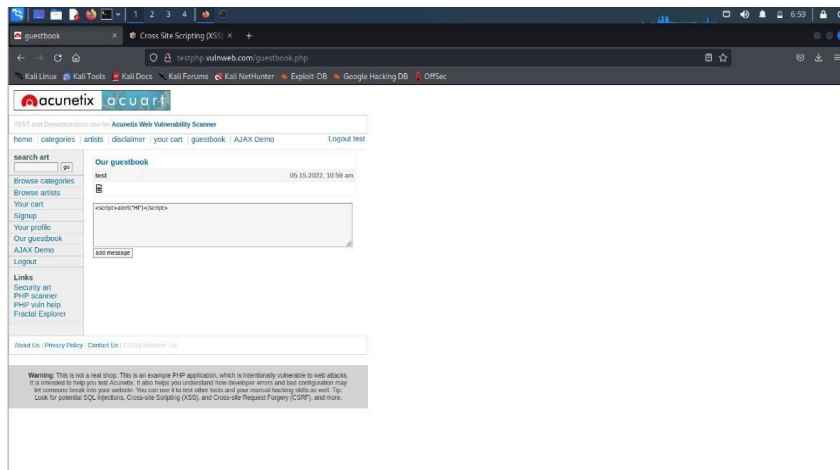 1 2 3 4
6:59
guestbook × Cross Site Scripting (XSS) × +
testphp.vulnweb.com/guestbook.php
Kali Linux Kali Tools Kali Docs Kali Forums Kali NetHunter Exploit-DB Google Hacking DB OffSec
acunetix acuart
TEST and Demonstration site for Acunetix Web Vulnerability Scanner
home | categories | artists | disclaimer | your cart | guestbook | AJAX Demo Logout test
search art
go
Browse categories
Browse artists
Your cart
Signup
Your profile
Our guestbook
AJAX Demo
Logout
Links
Security art
PHP scanner
PHP vuln help
Fractal Explorer
Our guestbook
test 05.15.2022, 10:59 am
<script>alert("HI")</script>
add message
About Us | Privacy Policy | Contact Us | ©2019 Acunetix Ltd
Warning: This is not a real shop. This is an example PHP application, which is intentionally vulnerable to web attacks.
It is intended to help you test Acunetix. It also helps you understand how developer errors and bad configuration may
let someone break into your website. You can use it to test other tools and your manual hacking skills as well. Tip:
Look for potential SQL Injections, Cross-site Scripting (XSS), and Cross-site Request Forgery (CSRF), and more.